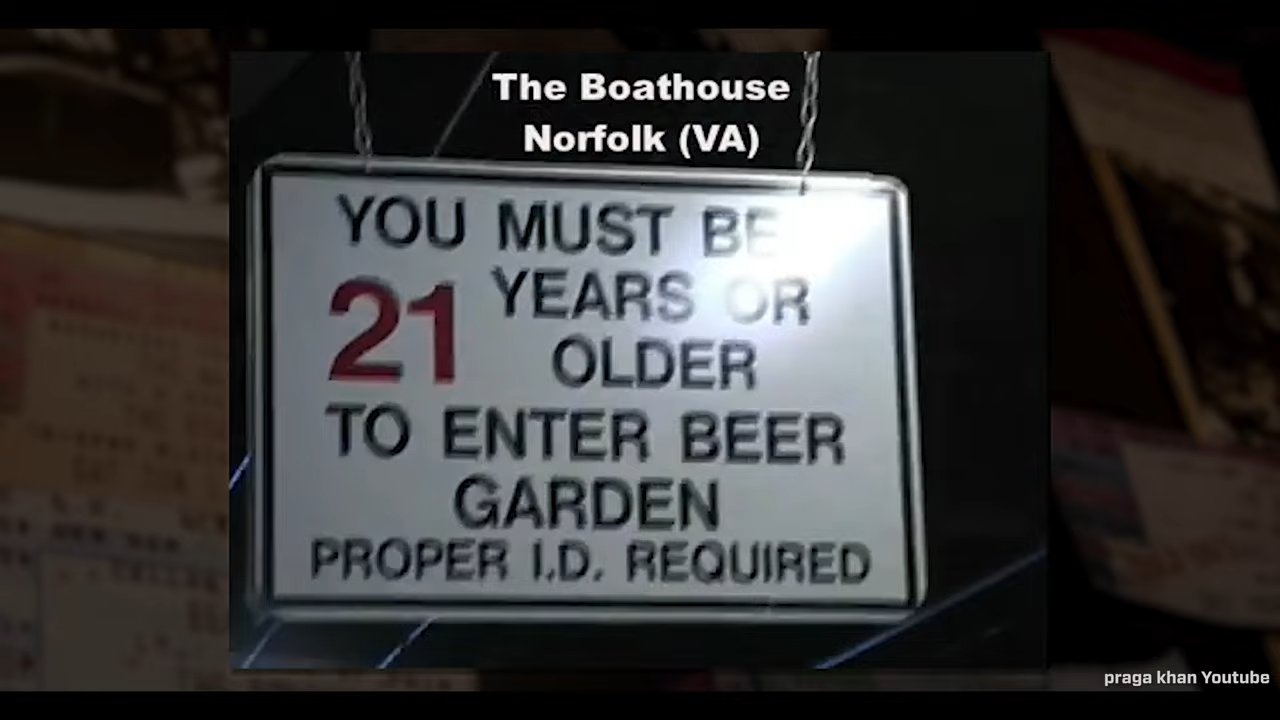 The Boathouse
Norfolk (VA)
YOU MUST BE
21 YEARS OR
OLDER
TO ENTER BEER
GARDEN
PROPER I.D. REQUIRED
praga khan Youtube